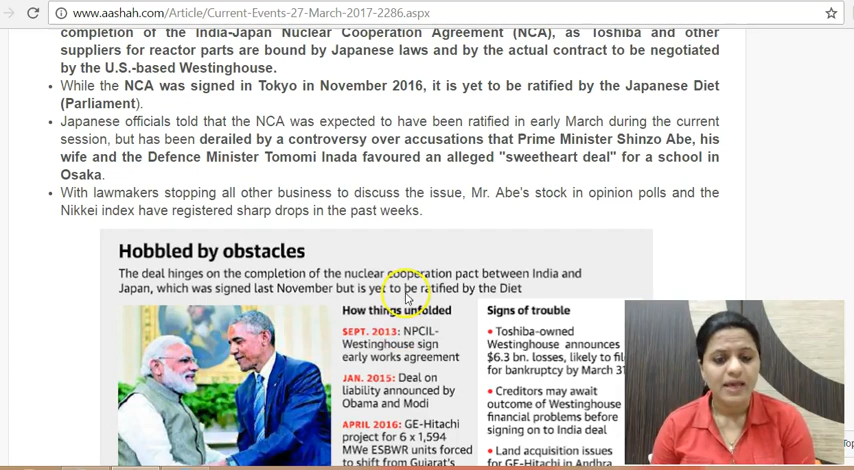 www.aashah.com/Article/Current-Events-27-March-2017-2286.aspx
completion of the India-Japan Nuclear Cooperation Agreement (NCA), as Toshiba and other
suppliers for reactor parts are bound by Japanese laws and by the actual contract to be negotiated
by the U.S.-based Westinghouse.
While the NCA was signed in Tokyo in November 2016, it is yet to be ratified by the Japanese Diet
(Parliament).
Japanese officials told that the NCA was expected to have been ratified in early March during the current
session, but has been derailed by a controversy over accusations that Prime Minister Shinzo Abe, his
wife and the Defence Minister Tomomi Inada favoured an alleged "sweetheart deal" for a school in
Osaka.
With lawmakers stopping all other business to discuss the issue, Mr. Abe's stock in opinion polls and the
Nikkei index have registered sharp drops in the past weeks.
Hobbled by obstacles
The deal hinges on the completion of the nuclear cooperation pact between India and
Japan, which was signed last November but is yet to be ratified by the Diet
How things unfolded
SEPT. 2013: NPCIL-
Westinghouse sign
early works agreement
JAN. 2015: Deal on
liability announced by
Obama and Modi
APRIL 2016: GE-Hitachi
project for 6 x 1,594
MWe ESBWR units forced
to shift from Gujarat's
Signs of trouble
Toshiba-owned
Westinghouse announces
$6.3 bn. losses, likely to fil
for bankruptcy by March 31
Creditors may await
outcome of Westinghouse
financial problems before
signing on to India deal
Land acquisition issues
for GE-Hitachi in Andhra
Top